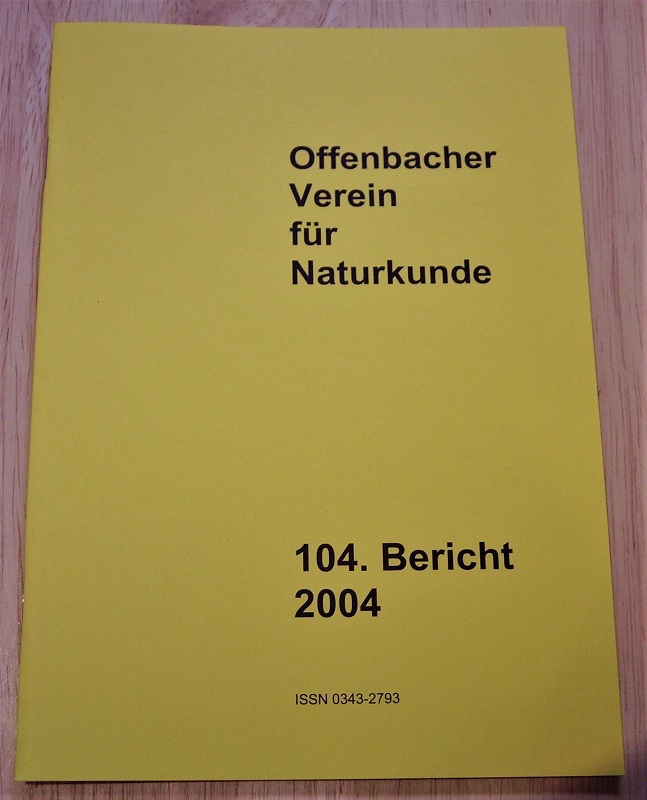 Offenbacher
Verein
für
Naturkunde
104. Bericht
2004
ISSN 0343-2793